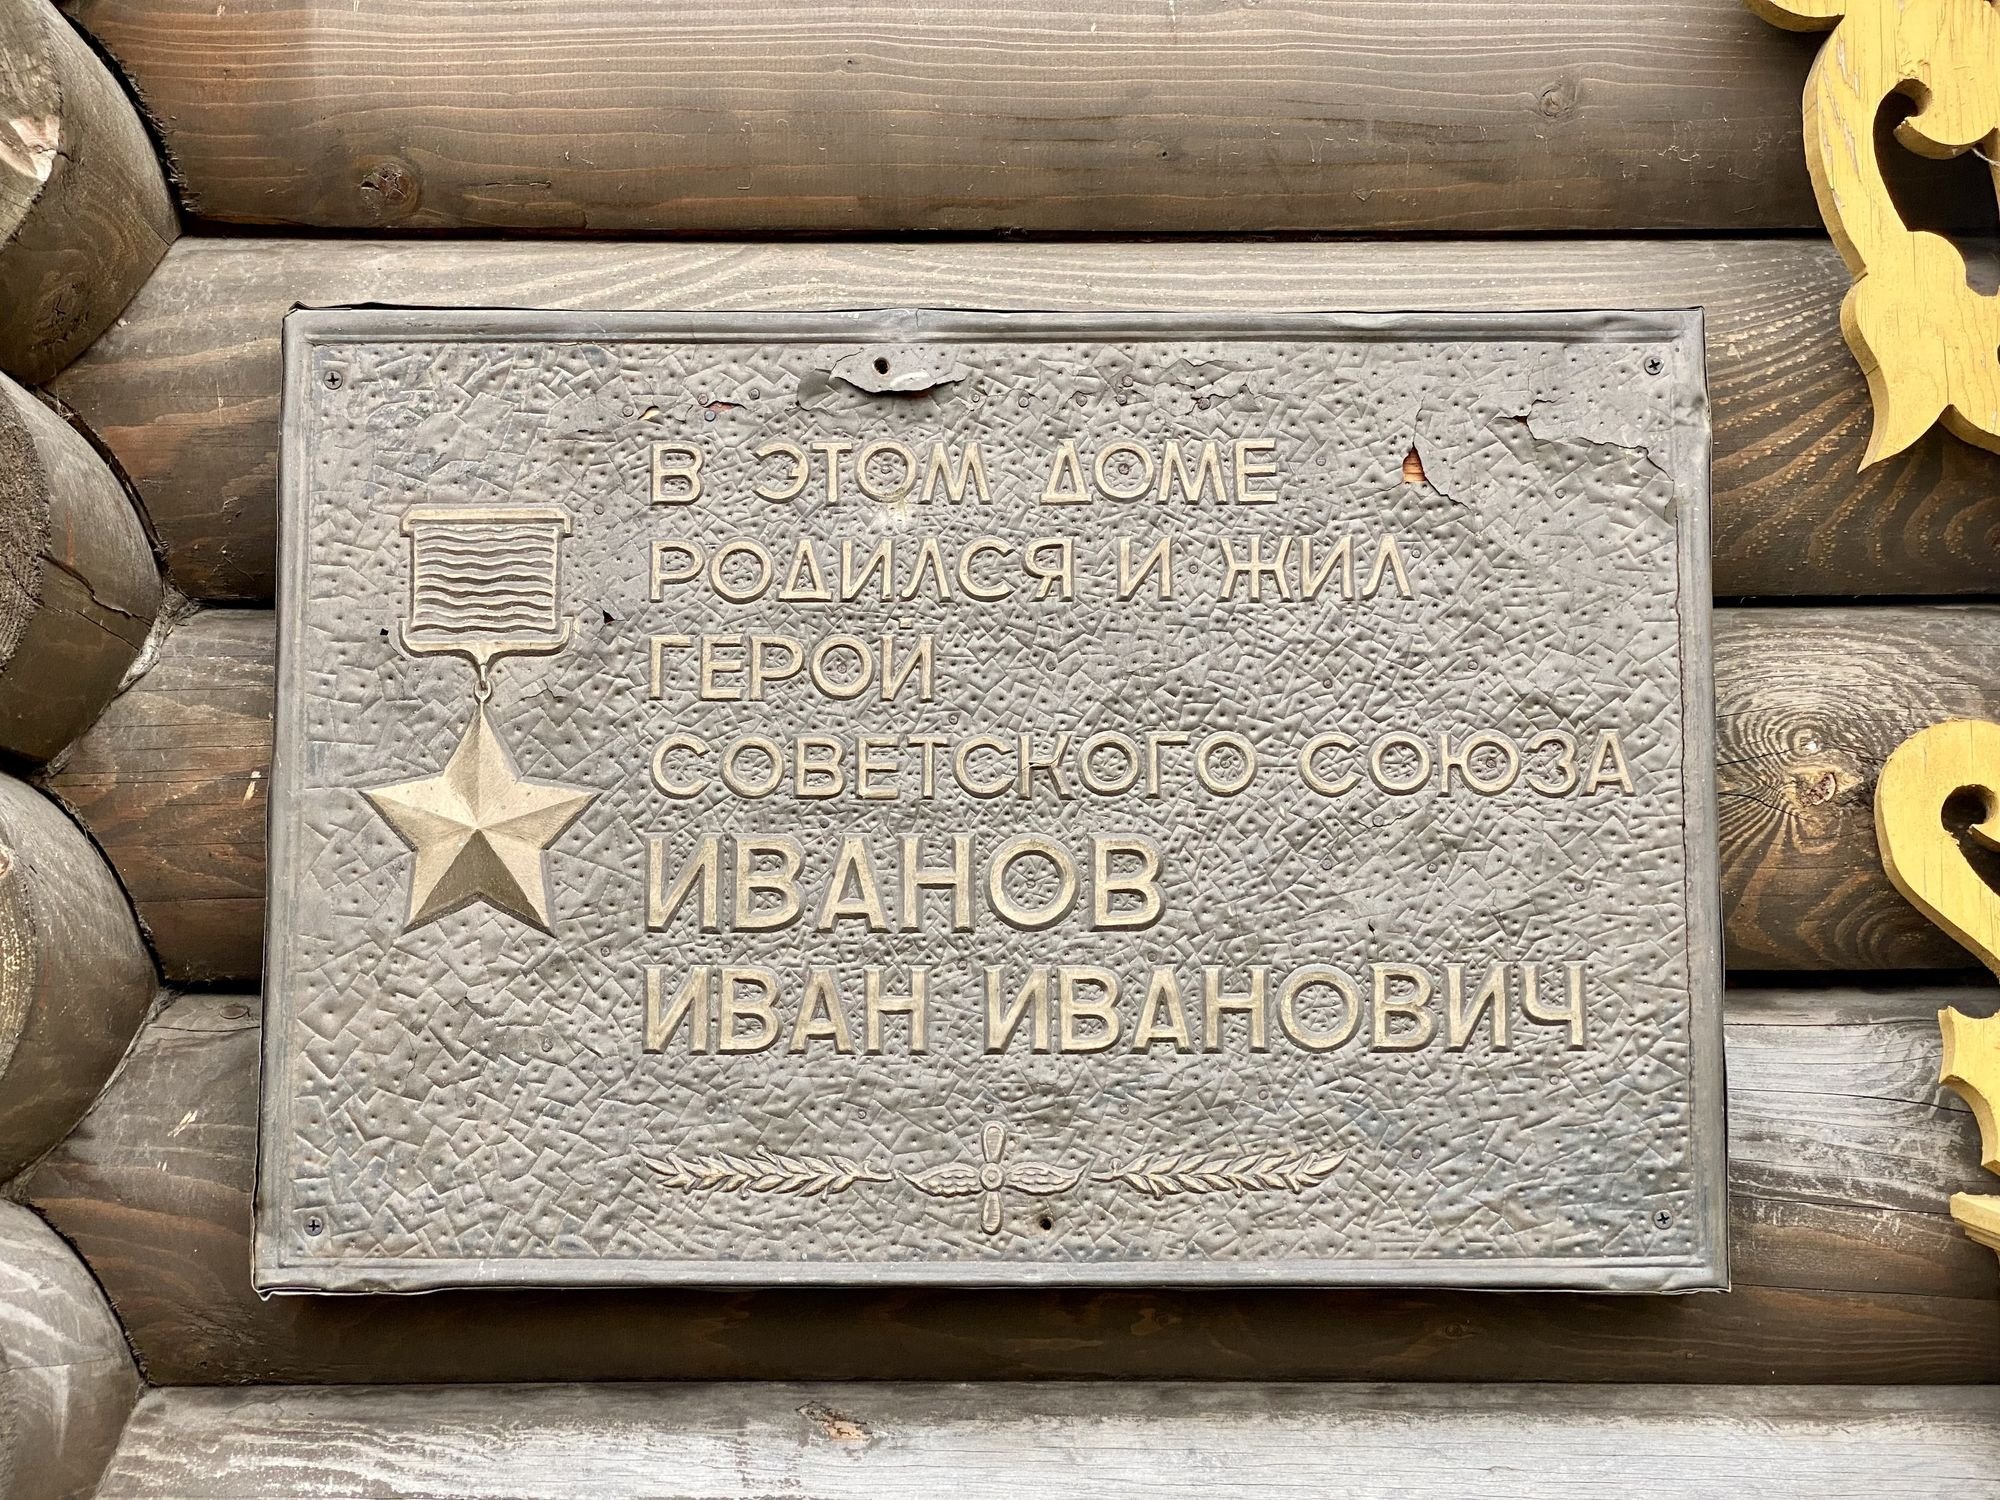 В ЭТОМ ДОМЕ
РОДИЛСЯ И ЖИЛ
ГЕРОЙ
СОВЕТСКОГО СОЮЗА
ИВАНОВ
ИВАН ИВАНОВИЧ